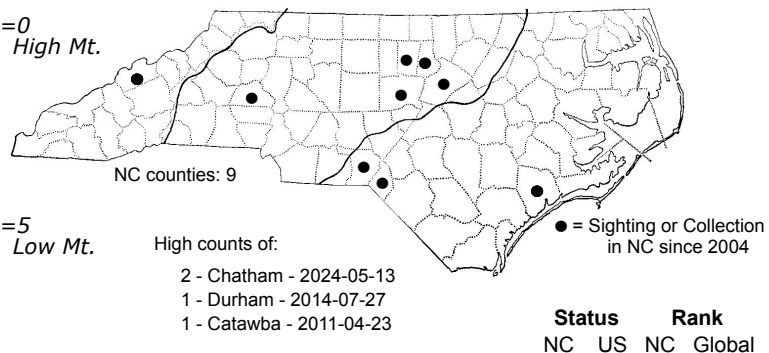 =0
High Mt.
NC counties: 9
=5
Low Mt.
High counts of:
2 - Chatham - 2024-05-13
1 - Durham - 2014-07-27
1 - Catawba - 2011-04-23
● = Sighting or Collection
in NC since 2004
Status Rank
NC US NC Global